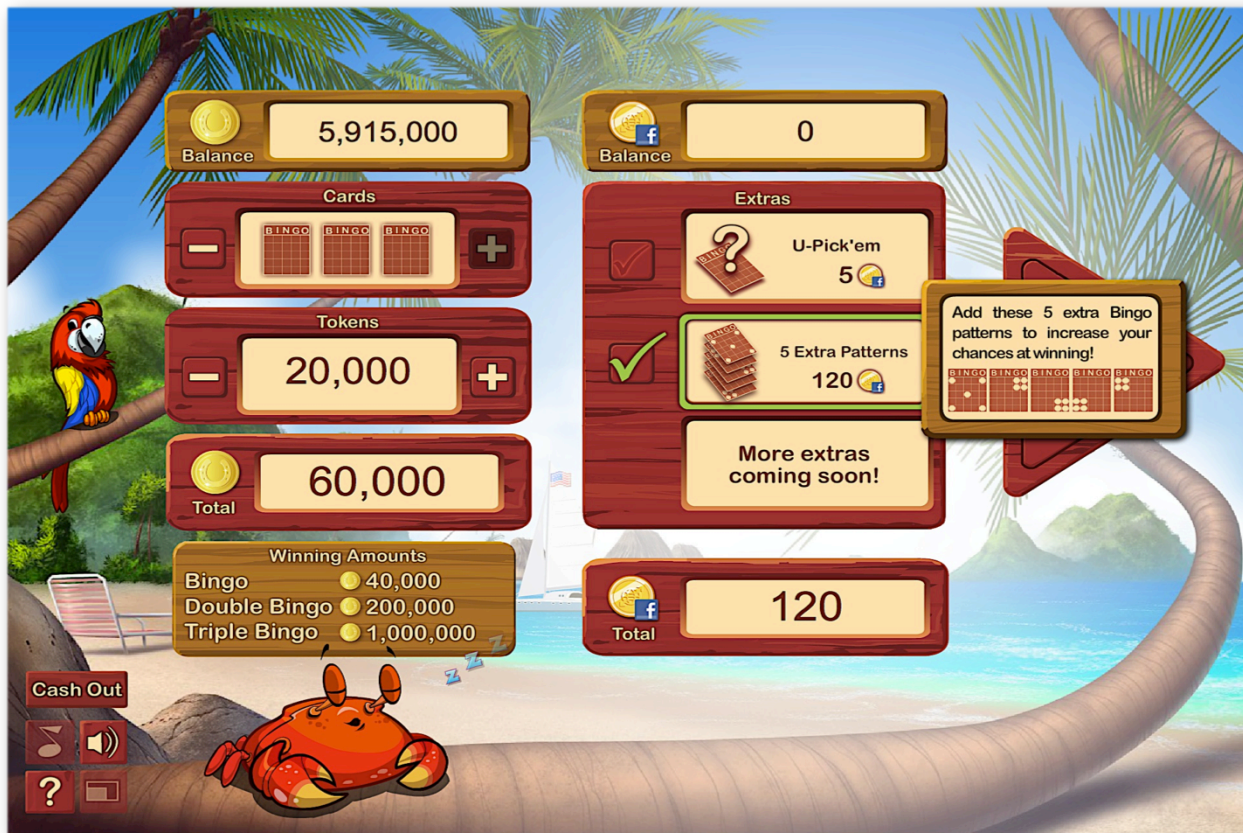 5,915,000
Balance
Cards
BINGO BINGO BINGO
Tokens
20,000
60,000
Total
Winning Amounts
Bingo 40,000
Double Bingo 200,000
Triple Bingo 1,000,000
z z z
Cash Out
?
0
f
Balance
Extras
BINGO
?
U-Pick'em
5 f
BINGO
5 Extra Patterns
120 f
More extras
coming soon!
Add these 5 extra Bingo
patterns to increase your
chances at winning!
BINGO BINGO BINGO BINGO BINGO
120
f
Total